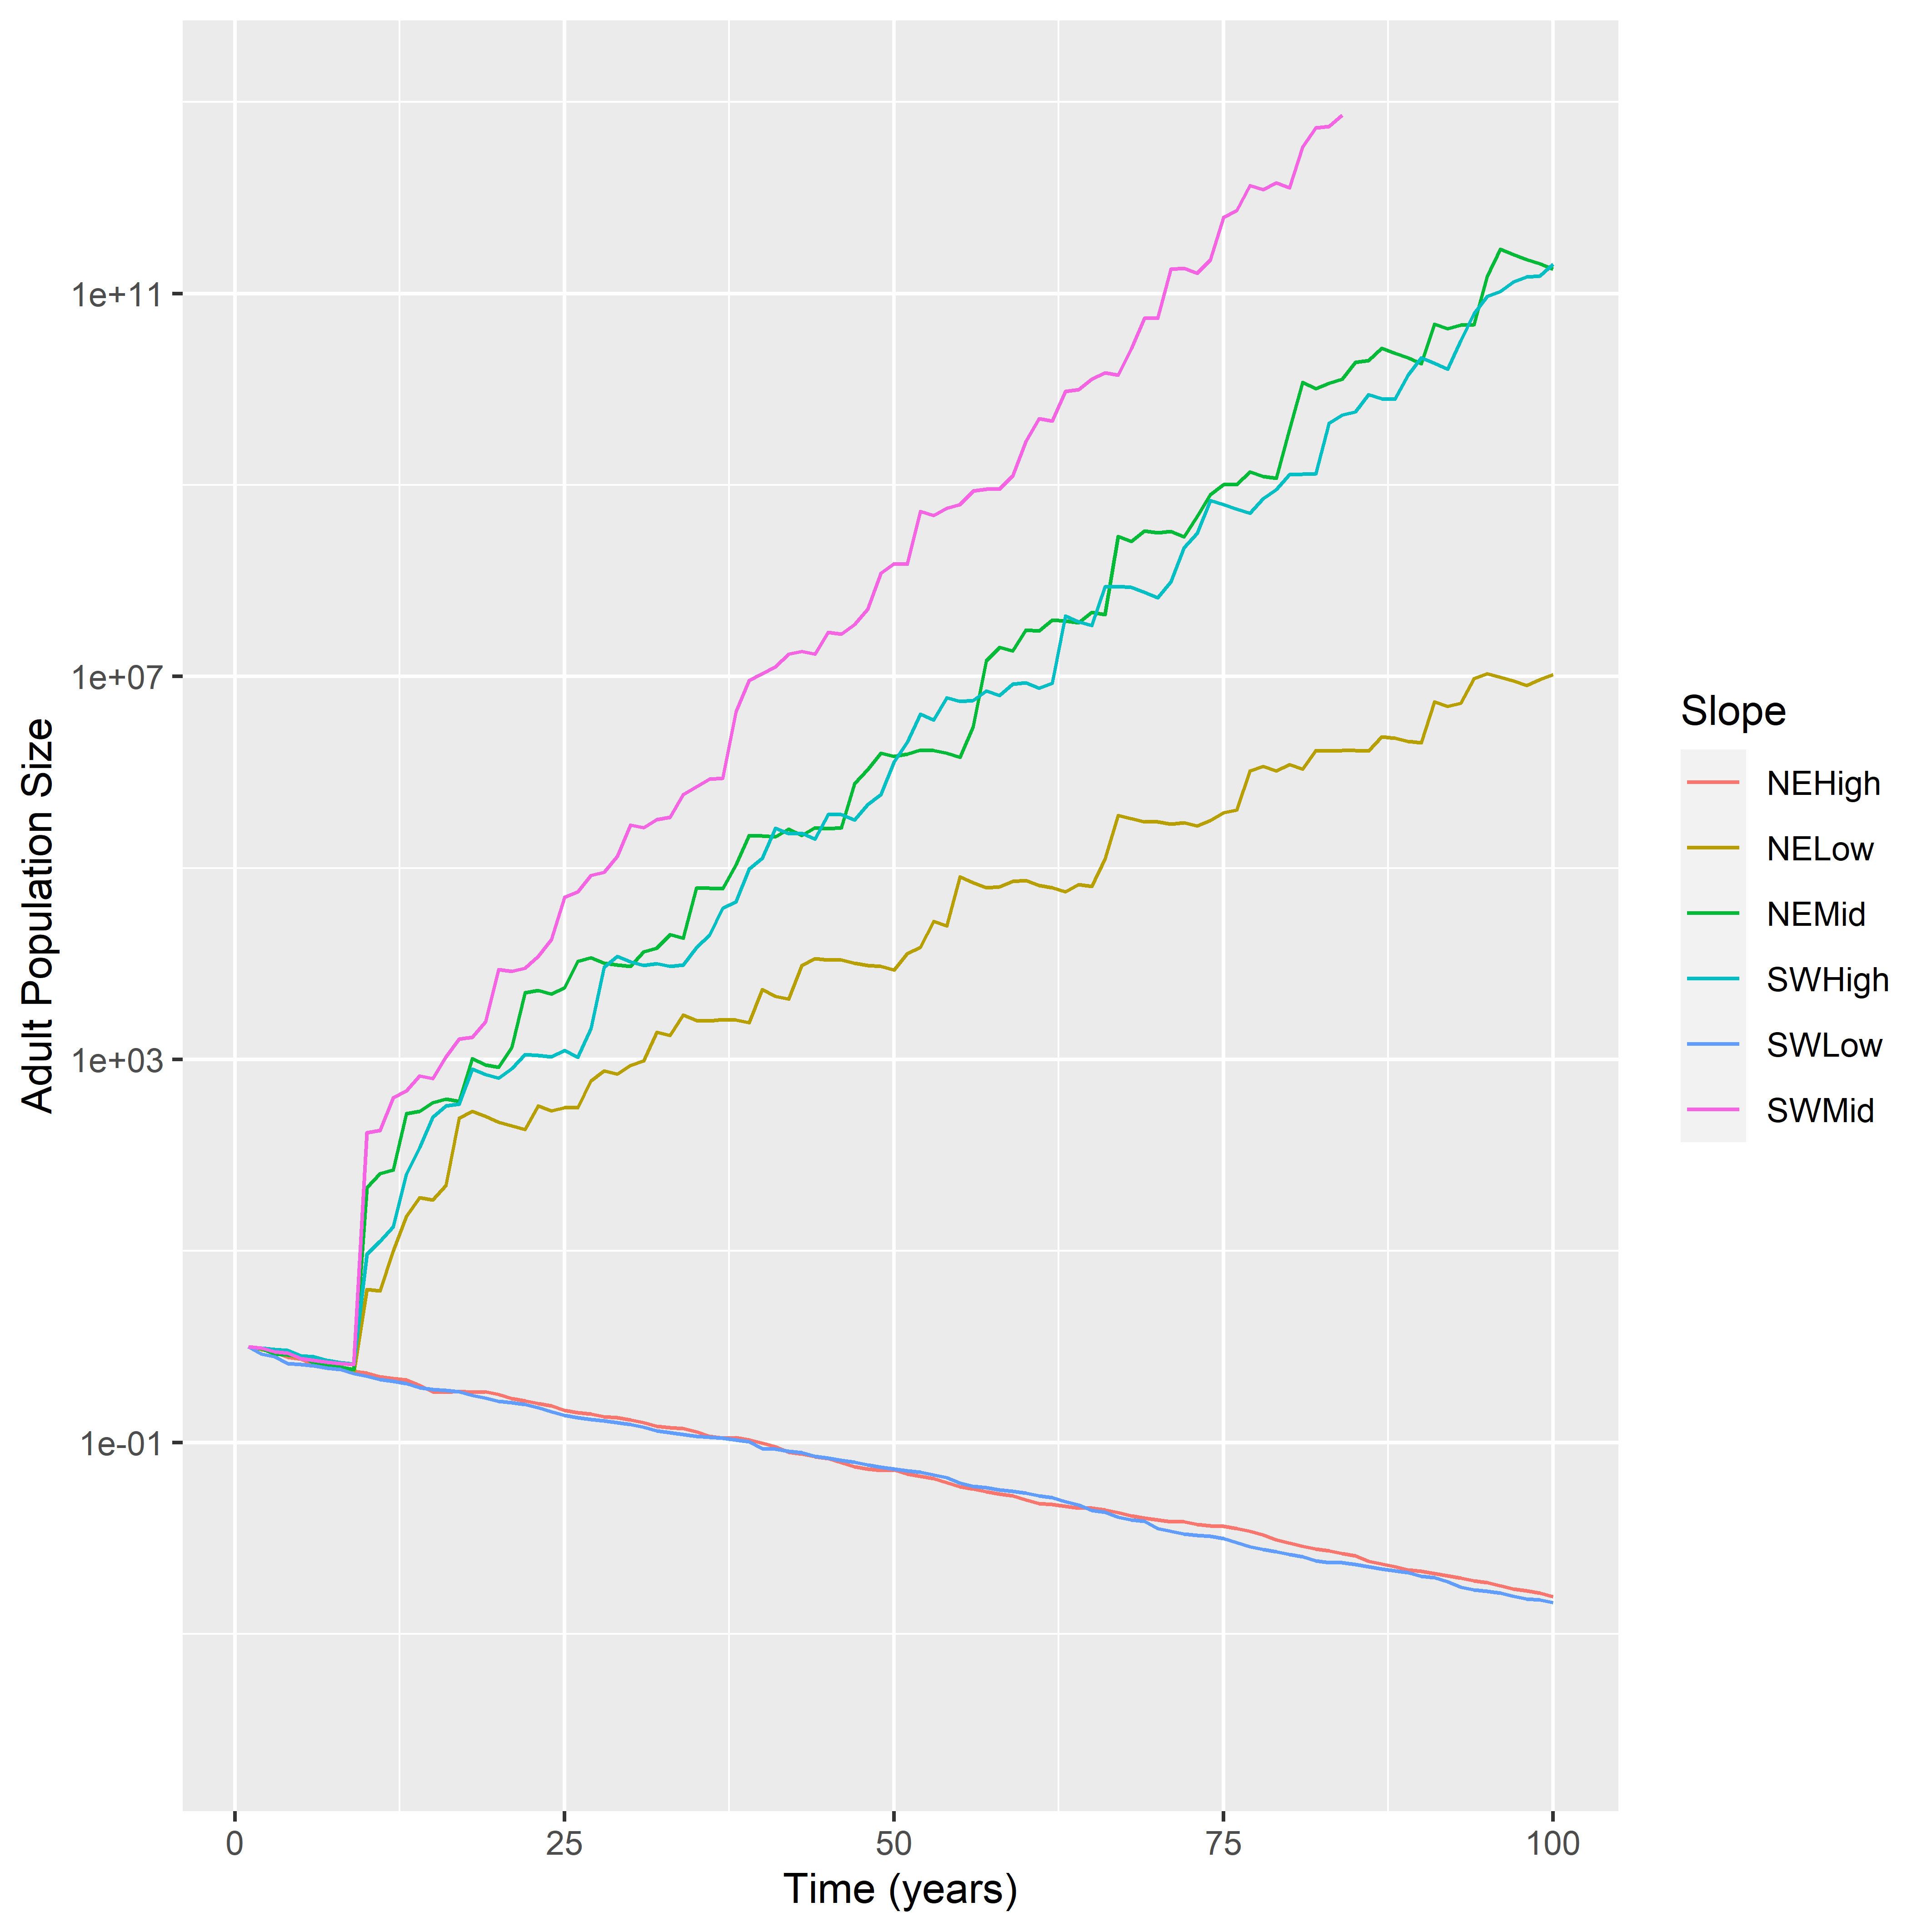 Adult Population Size
1e+11
1e+07
1e+03
1e-01
0 25 50 75 100
Time (years)
Slope
NEHigh
NELow
NEMid
SWHigh
SWLow
SWMid